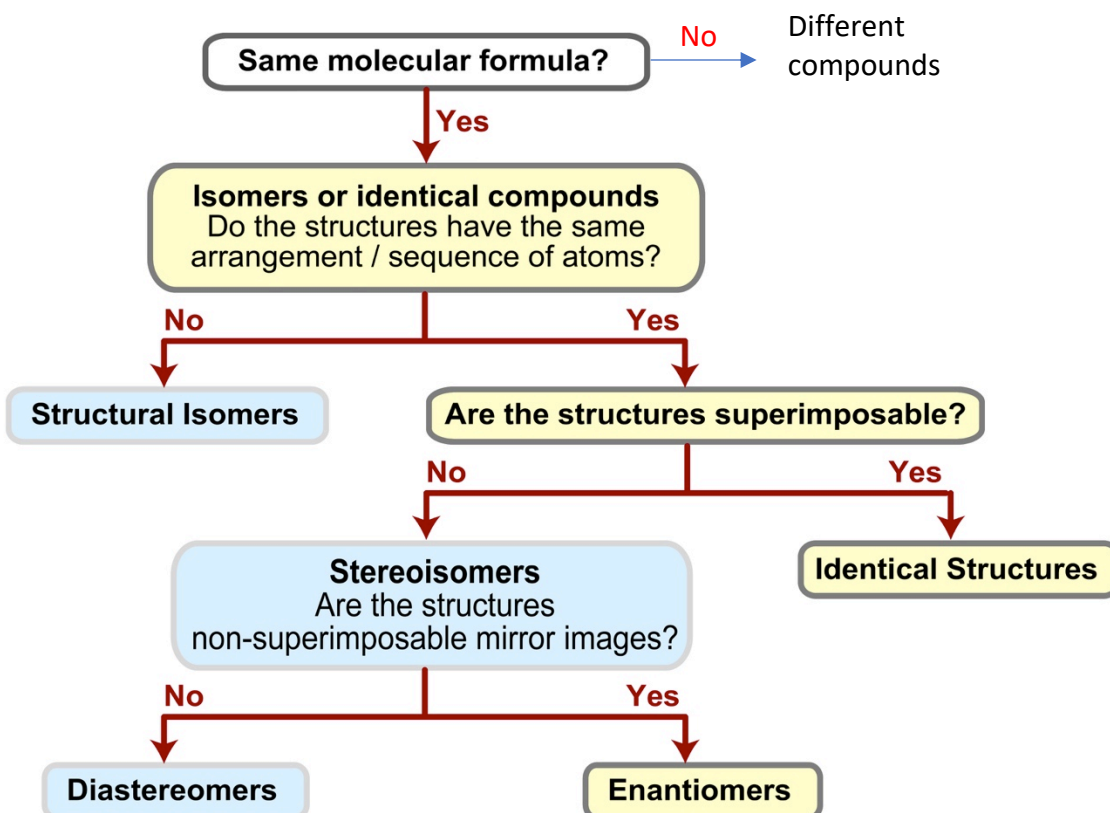 Same molecular formula?
No
Different
compounds
Yes
Isomers or identical compounds
Do the structures have the same
arrangement / sequence of atoms?
No
Yes
Structural Isomers
Are the structures superimposable?
No
Yes
Stereoisomers
Are the structures
non-superimposable mirror images?
Identical Structures
No
Yes
Diastereomers
Enantiomers